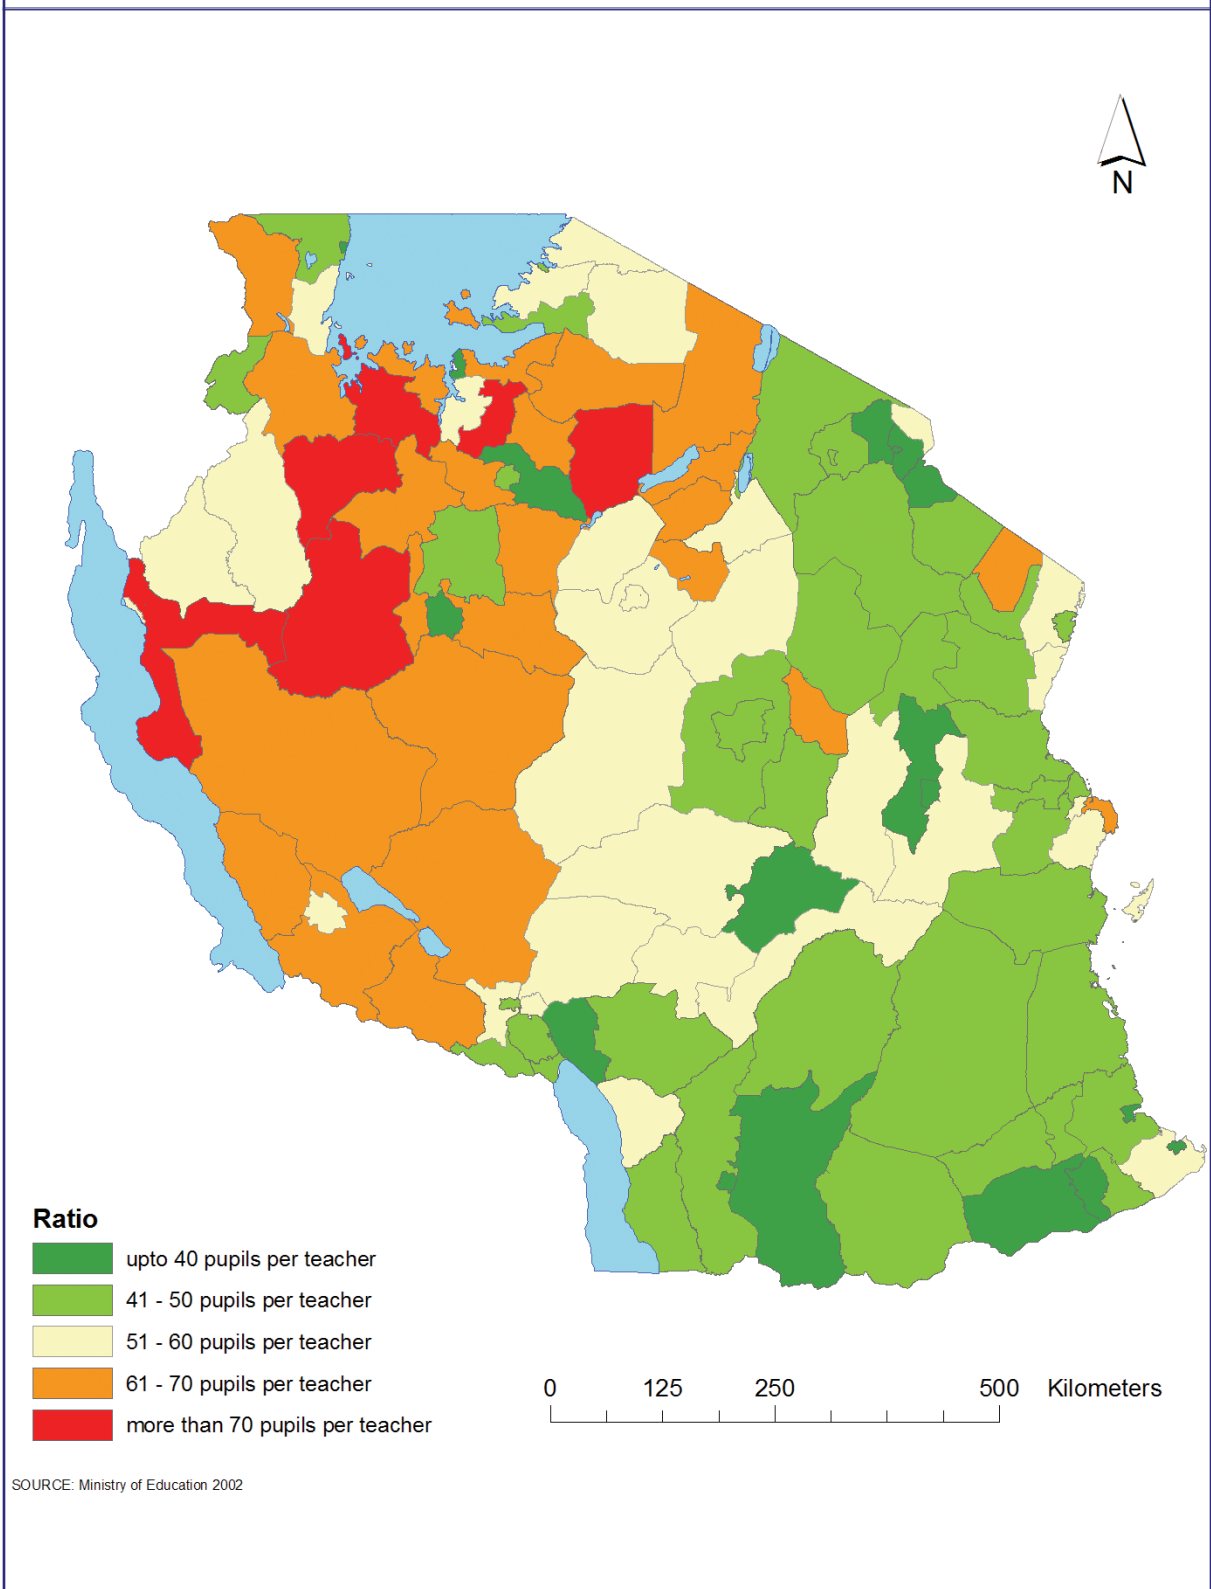 N
Ratio
upto 40 pupils per teacher
41 - 50 pupils per teacher
51 - 60 pupils per teacher
61 - 70 pupils per teacher
more than 70 pupils per teacher
0 125 250 500 Kilometers
SOURCE: Ministry of Education 2002